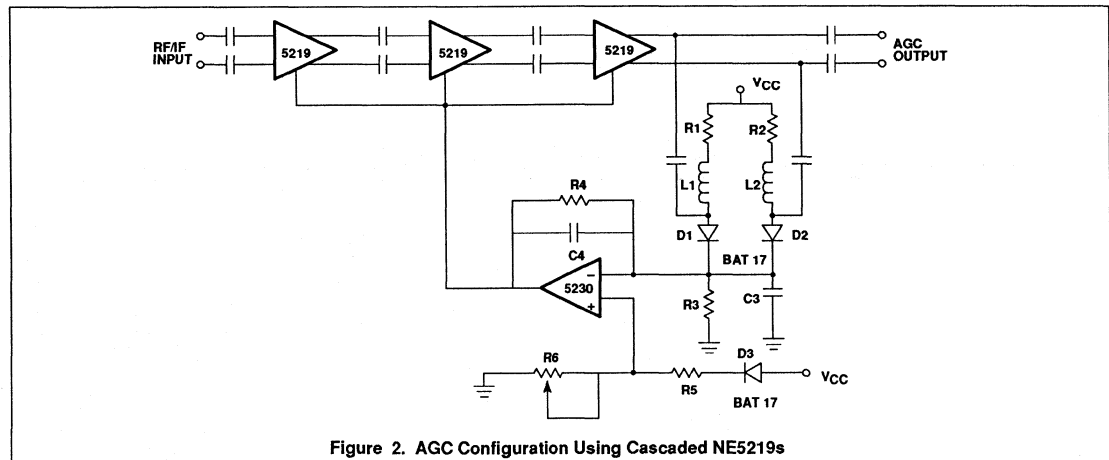 RF/IF
INPUT
5219
5219
5219
AGC
OUTPUT
VCC
R1
R2
L1
L2
R4
C4
D1
D2
BAT 17
−
5230
+
R3
C3
R6
R5
D3
BAT 17
VCC
Figure 2. AGC Configuration Using Cascaded NE5219s